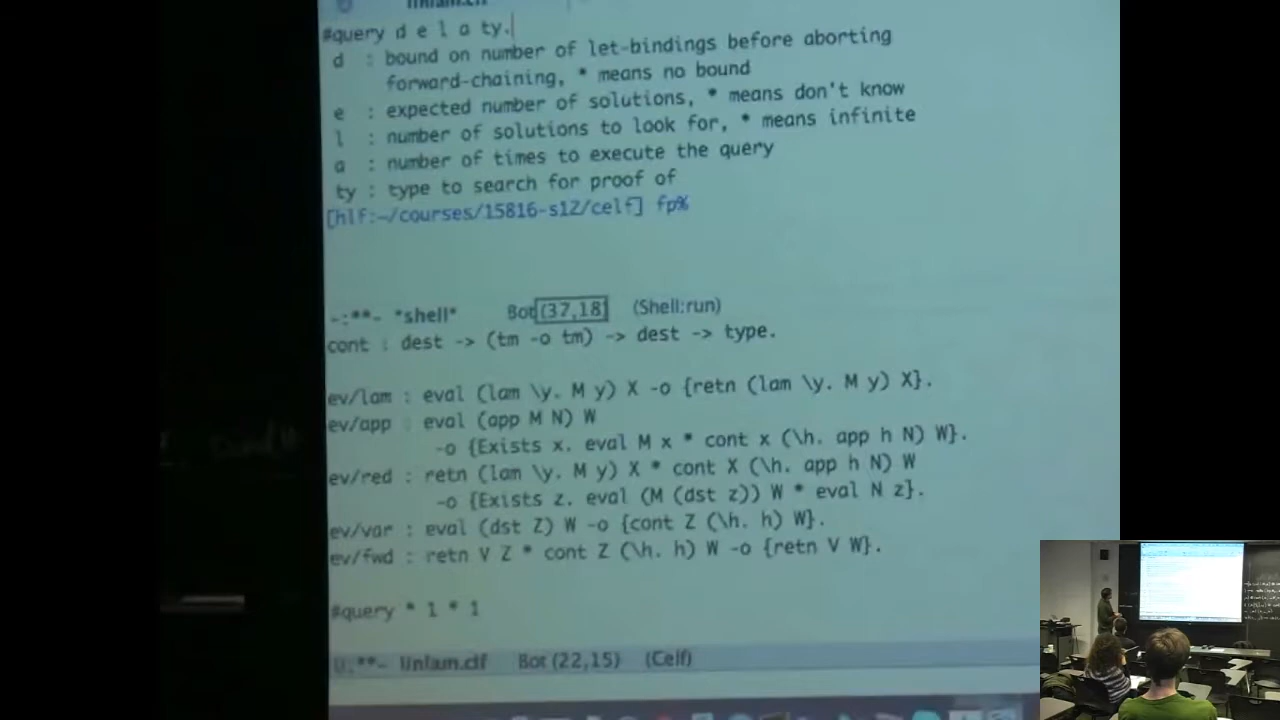 #query d e l a ty.
d : bound on number of let-bindings before aborting
forward-chaining, * means no bound
e : expected number of solutions, * means don't know
l : number of solutions to look for, * means infinite
a : number of times to execute the query
ty : type to search for proof of
[hlf:~/courses/15816-s12/celf] fp%
-:**- *shell* Bot (37,18) (Shell:run)
cont : dest -> (tm -o tm) -> dest -> type.
ev/lam : eval (lam \y. M y) X -o {retn (lam \y. M y) X}.
ev/app : eval (app M N) W
-o {Exists x. eval M x * cont x (\h. app h N) W}.
ev/red : retn (lam \y. M y) X * cont X (\h. app h N) W
-o {Exists z. eval (M (dst z)) W * eval N z}.
ev/var : eval (dst Z) W -o {cont Z (\h. h) W}.
ev/fwd : retn V Z * cont Z (\h. h) W -o {retn V W}.
#query * 1 * 1
linlam.clf Bot (22,15) (Celf)